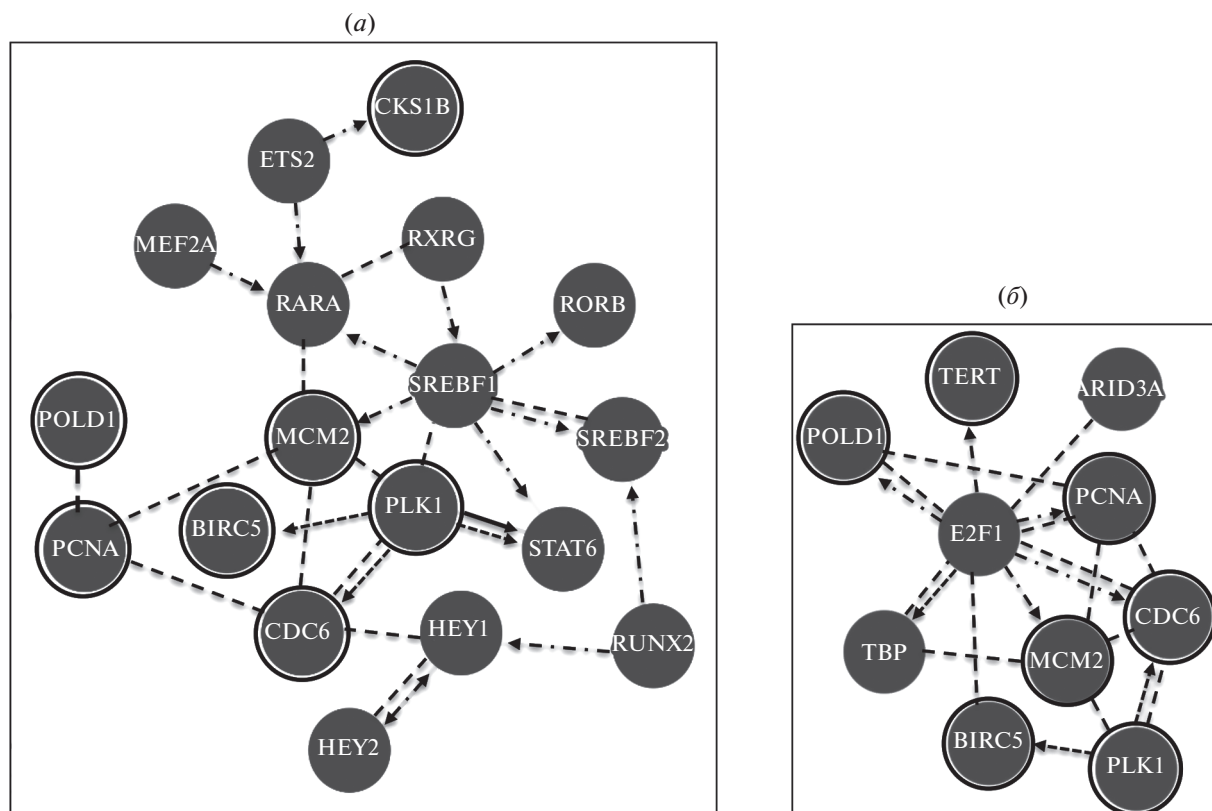 (а)
CKS1B
ETS2
MEF2A
RXRG
RARA
RORB
SREBF1
POLD1
MCM2
SREBF2
PLK1
BIRC5
PCNA
STAT6
CDC6
HEY1
RUNX2
HEY2
(б)
TERT
ARID3A
POLD1
PCNA
E2F1
CDC6
TBP
MCM2
BIRC5
PLK1